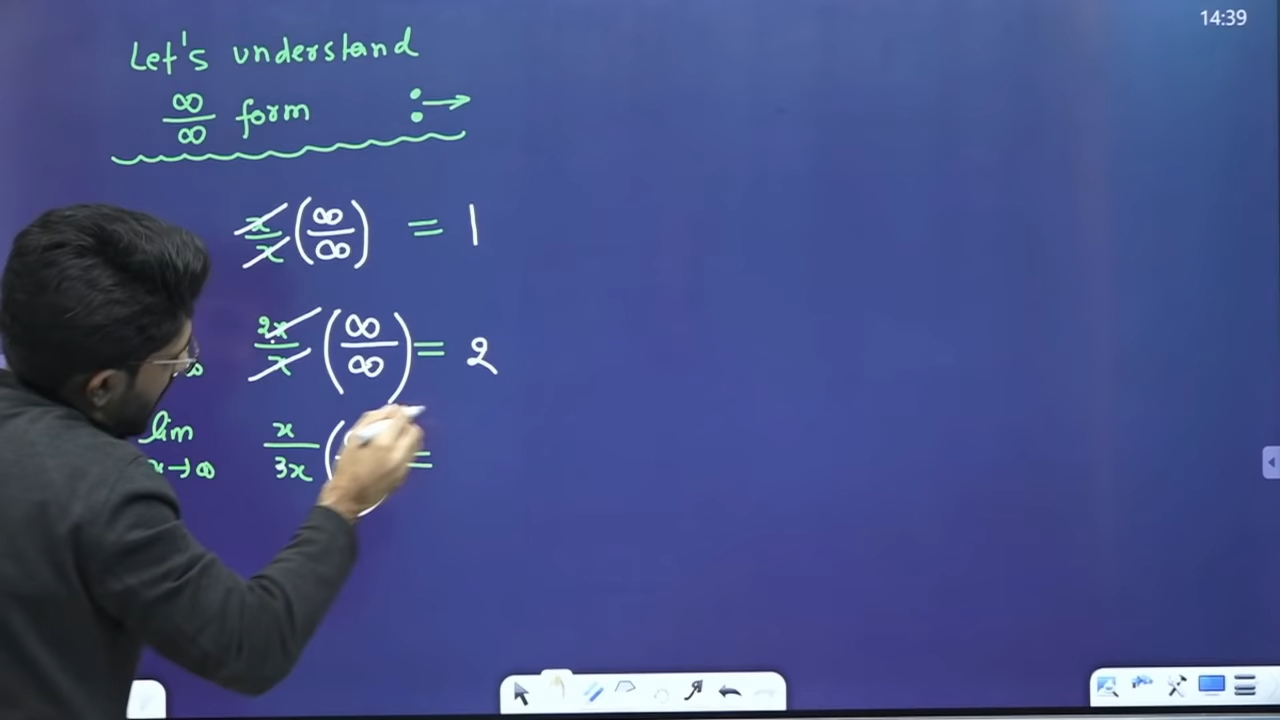 14:39
Let's understand
∞/∞ form :→
x/x (∞/∞) = 1
2x/x (∞/∞) = 2
lim x→∞ x/3x ( =